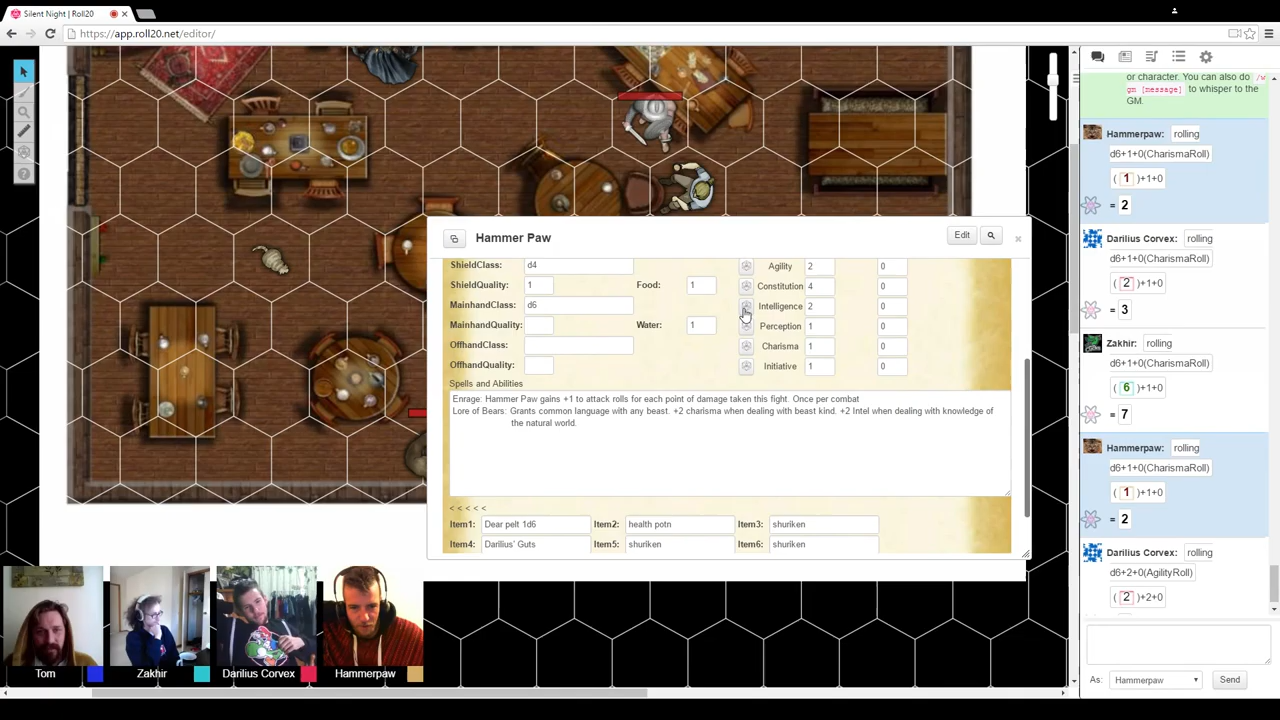 Silent Night | Roll20
https://app.roll20.net/editor/
or character. You can also do /w
gm [message] to whisper to the
GM.
Hammerpaw: rolling
d6+1+0(CharismaRoll)
( 1 )+1+0
= 2
Darilius Corvex: rolling
d6+1+0(CharismaRoll)
( 2 )+1+0
= 3
Zakhir: rolling
d6+1+0(CharismaRoll)
( 6 )+1+0
= 7
Hammerpaw: rolling
d6+1+0(CharismaRoll)
( 1 )+1+0
= 2
Darilius Corvex: rolling
d6+2+0(AgilityRoll)
( 2 )+2+0
As: Hammerpaw Send
Hammer Paw Edit
ShieldClass: d4 Agility 2 0
ShieldQuality: 1 Food: 1 Constitution 4 0
MainhandClass: d6 Intelligence 2 0
MainhandQuality: Water: 1 Perception 1 0
OffhandClass: Charisma 1 0
OffhandQuality: Initiative 1 0
Spells and Abilities
Enrage: Hammer Paw gains +1 to attack rolls for each point of damage taken this fight. Once per combat
Lore of Bears: Grants common language with any beast. +2 charisma when dealing with beast kind. +2 Intel when dealing with knowledge of
the natural world.
< < < < <
Item1: Dear pelt 1d6 Item2: health potn Item3: shuriken
Item4: Darilius' Guts Item5: shuriken Item6: shuriken
Tom Zakhir Darilius Corvex Hammerpaw